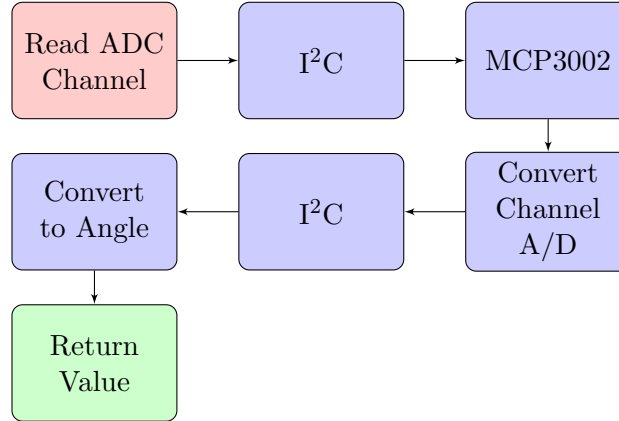 Read ADC
Channel
I²C
MCP3002
Convert
Channel
A/D
I²C
Convert
to Angle
Return
Value